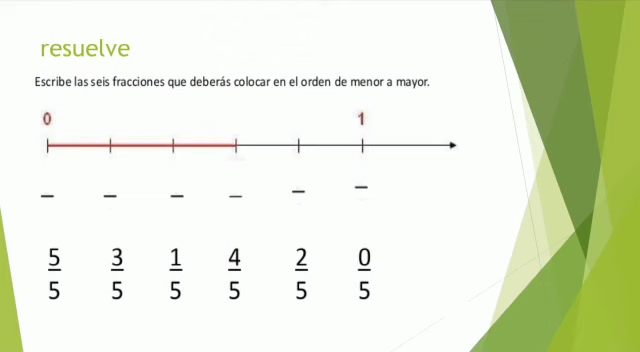 resuelve
Escribe las seis fracciones que deberás colocar en el orden de menor a mayor.
0 1
_ _ _ _ _ _
5 3 1 4 2 0
5 5 5 5 5 5